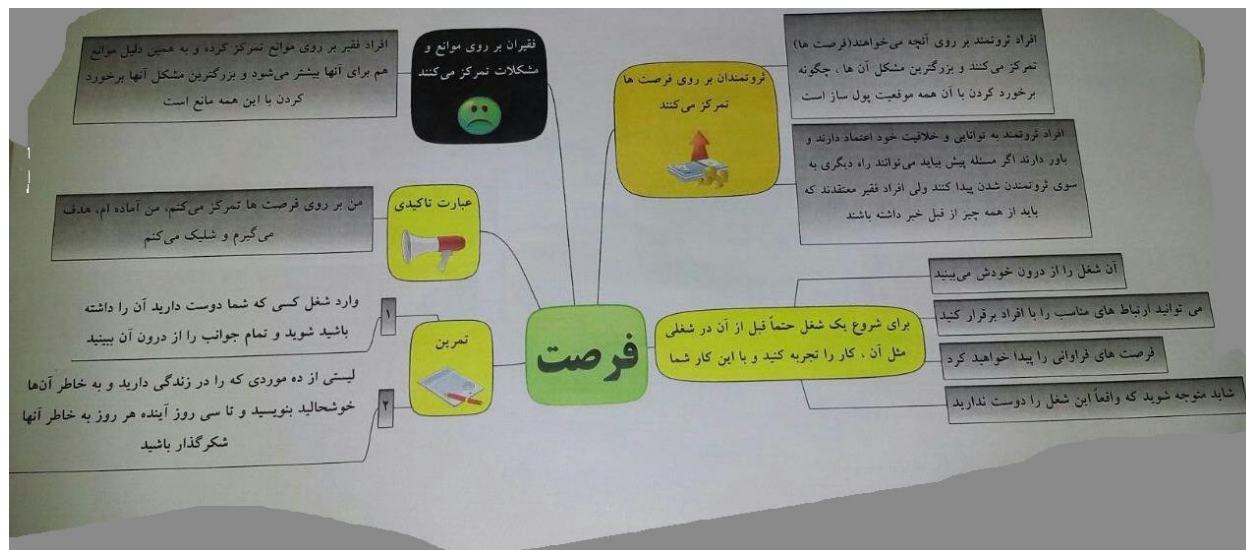 فرصت
ثروتمندان بر روی فرصت ها
تمرکز می‌کنند
افراد ثروتمند بر روی آنچه می‌خواهند(فرصت ها)
تمرکز می‌کنند و بزرگترین مشکل آن ها ، چگونه
برخورد کردن با آن همه موقعیت پول ساز است
افراد ثروتمند به توانایی و خلاقیت خود اعتماد دارند و
باور دارند اگر مسئله پیش بیاید می‌توانند راه دیگری به
سوی ثروتمندن شدن پیدا کنند ولی افراد فقیر معتقدند که
باید از همه چیز از قبل خبر داشته باشند
برای شروع یک شغل حتماً قبل از آن در شغلی
مثل آن ، کار را تجربه کنید و با این کار شما
آن شغل را از درون خودش می‌بینید
می توانید ارتباط های مناسب را با افراد برقرار کنید
فرصت های فراوانی را پیدا خواهید کرد
شاید متوجه شوید که واقعاً این شغل را دوست ندارید
فقیران بر روی موانع و
مشکلات تمرکز می‌کنند
افراد فقیر بر روی موانع تمرکز کرده و به همین دلیل موانع
هم برای آنها بیشتر می‌شود و بزرگترین مشکل آنها برخورد
کردن با این همه مانع است
عبارت تاکیدی
من بر روی فرصت ها تمرکز می‌کنم، من آماده ام، هدف
می‌گیرم و شلیک می‌کنم
تمرین
۱
وارد شغل کسی که شما دوست دارید آن را داشته
باشید شوید و تمام جوانب را از درون آن ببینید
۲
لیستی از ده موردی که را در زندگی دارید و به خاطر آن‌ها
خوشحالید بنویسید و تا سی روز آینده هر روز به خاطر آنها
شکرگذار باشید